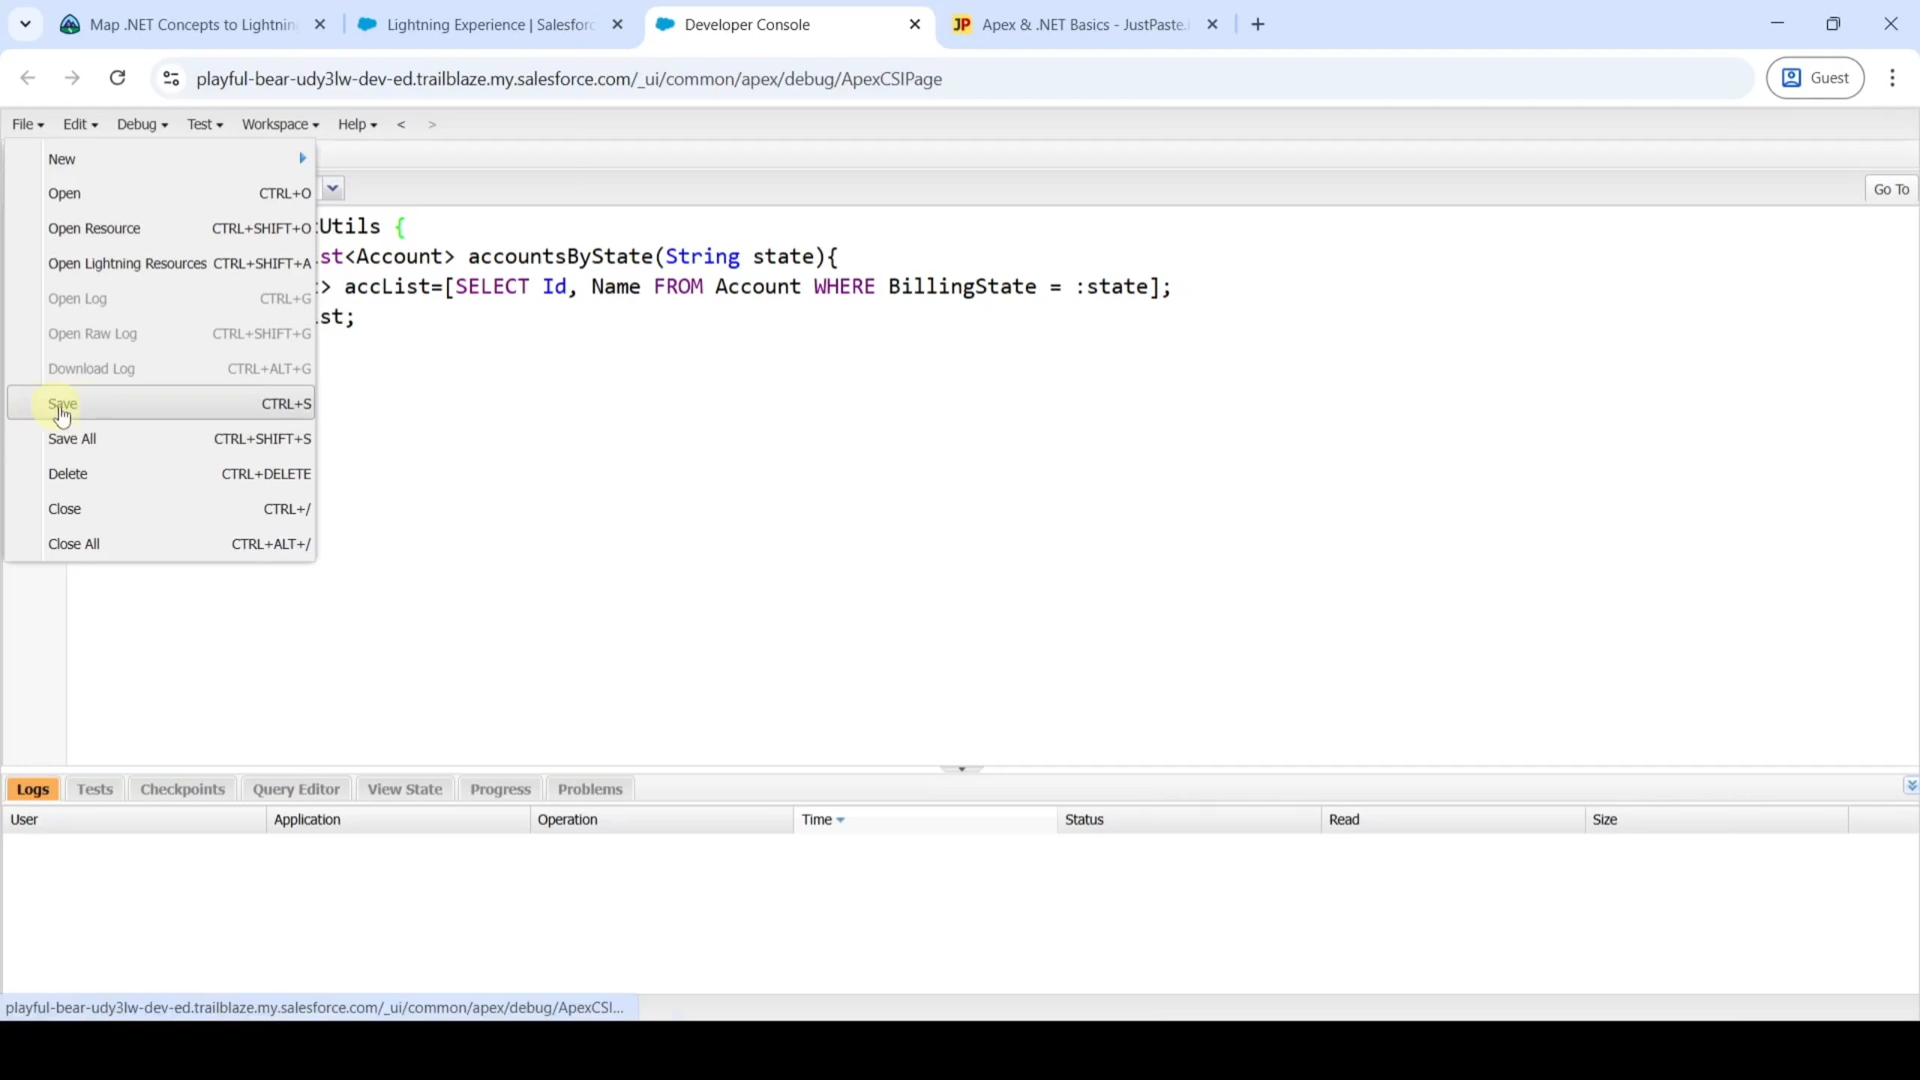 Map .NET Concepts to Lightnin
Lightning Experience | Salesforc
Developer Console
JP Apex & .NET Basics - JustPaste.i
playful-bear-udy3lw-dev-ed.trailblaze.my.salesforce.com/_ui/common/apex/debug/ApexCSIPage
Guest
File Edit Debug Test Workspace Help < >
New
Open CTRL+O
Go To
Open Resource CTRL+SHIFT+O
Utils {
Open Lightning Resources CTRL+SHIFT+A
st<Account> accountsByState(String state){
Open Log CTRL+G
> accList=[SELECT Id, Name FROM Account WHERE BillingState = :state];
Open Raw Log CTRL+SHIFT+G
st;
Download Log CTRL+ALT+G
Save CTRL+S
Save All CTRL+SHIFT+S
Delete CTRL+DELETE
Close CTRL+/
Close All CTRL+ALT+/
Logs Tests Checkpoints Query Editor View State Progress Problems
User Application Operation Time Status Read Size
playful-bear-udy3lw-dev-ed.trailblaze.my.salesforce.com/_ui/common/apex/debug/ApexCSI...